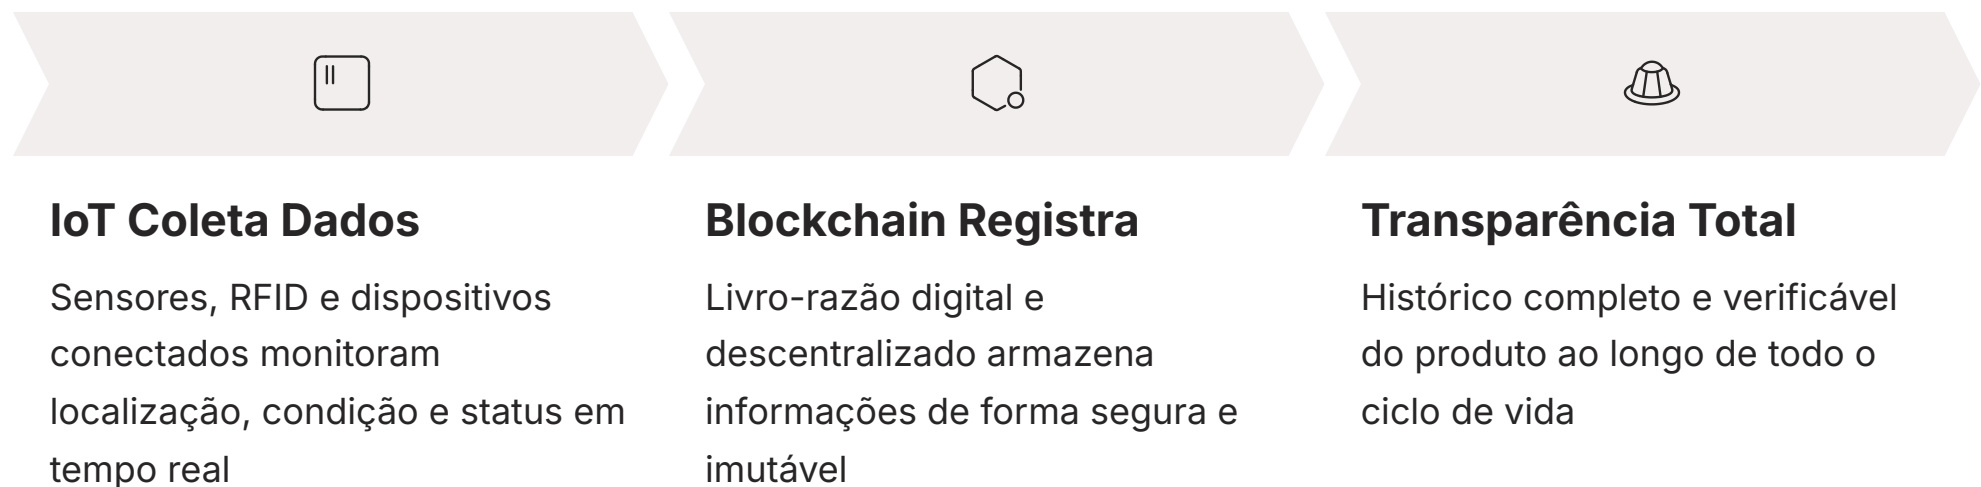 IoT Coleta Dados
Sensores, RFID e dispositivos
conectados monitoram
localização, condição e status em
tempo real
Blockchain Registra
Livro-razão digital e
descentralizado armazena
informações de forma segura e
imutável
Transparência Total
Histórico completo e verificável
do produto ao longo de todo o
ciclo de vida